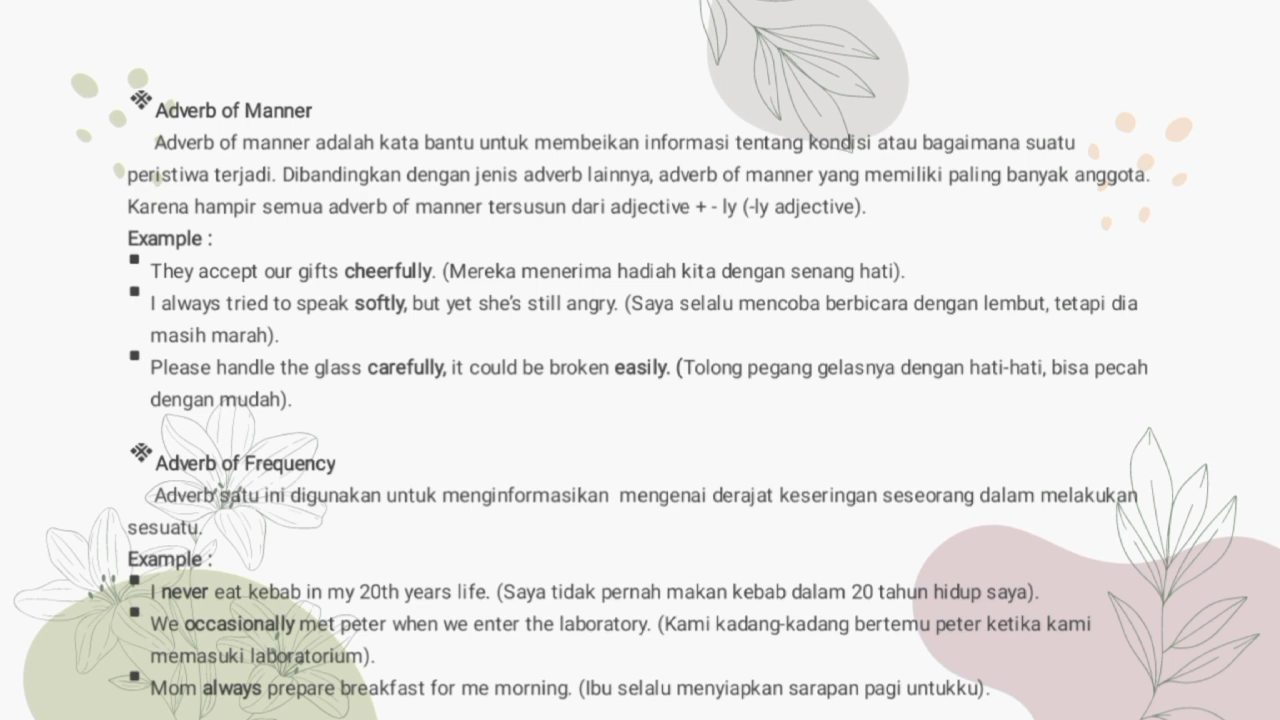 Adverb of Manner
Adverb of manner adalah kata bantu untuk membeikan informasi tentang kondisi atau bagaimana suatu
peristiwa terjadi. Dibandingkan dengan jenis adverb lainnya, adverb of manner yang memiliki paling banyak anggota.
Karena hampir semua adverb of manner tersusun dari adjective + - ly (-ly adjective).
Example :
They accept our gifts cheerfully. (Mereka menerima hadiah kita dengan senang hati).
I always tried to speak softly, but yet she's still angry. (Saya selalu mencoba berbicara dengan lembut, tetapi dia
masih marah).
Please handle the glass carefully, it could be broken easily. (Tolong pegang gelasnya dengan hati-hati, bisa pecah
dengan mudah).
Adverb of Frequency
Adverb satu ini digunakan untuk menginformasikan mengenai derajat keseringan seseorang dalam melakukan
sesuatu.
Example :
I never eat kebab in my 20th years life. (Saya tidak pernah makan kebab dalam 20 tahun hidup saya).
We occasionally met peter when we enter the laboratory. (Kami kadang-kadang bertemu peter ketika kami
memasuki laboratorium).
Mom always prepare breakfast for me morning. (Ibu selalu menyiapkan sarapan pagi untukku).